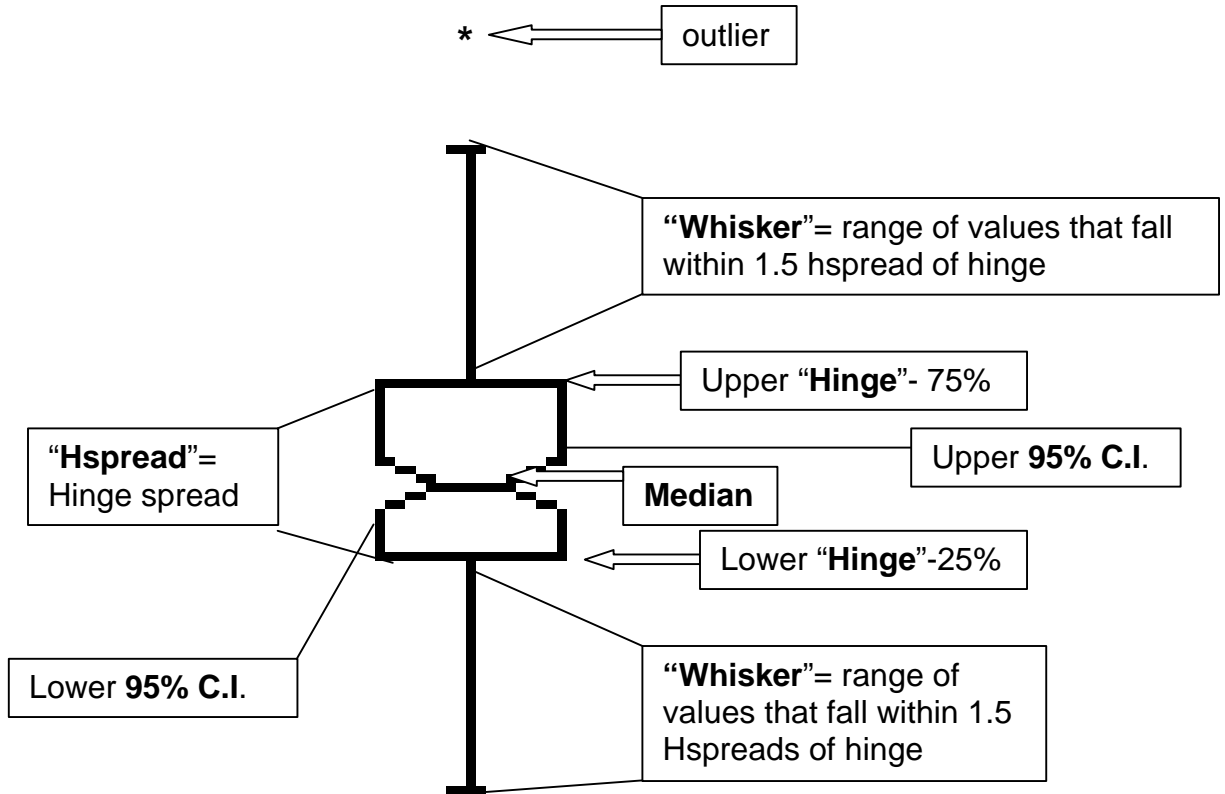 *
outlier
“Whisker”= range of values that fall
within 1.5 hspread of hinge
Upper “Hinge”- 75%
“Hspread”=
Hinge spread
Upper 95% C.I.
Median
Lower “Hinge”-25%
Lower 95% C.I.
“Whisker”= range of
values that fall within 1.5
Hspreads of hinge